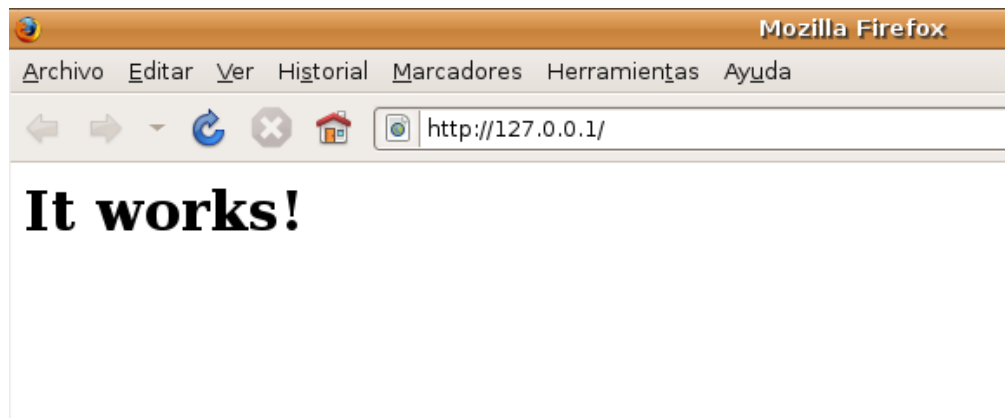 Mozilla Firefox
Archivo Editar Ver Historial Marcadores Herramientas Ayuda
http://127.0.0.1/
It works!